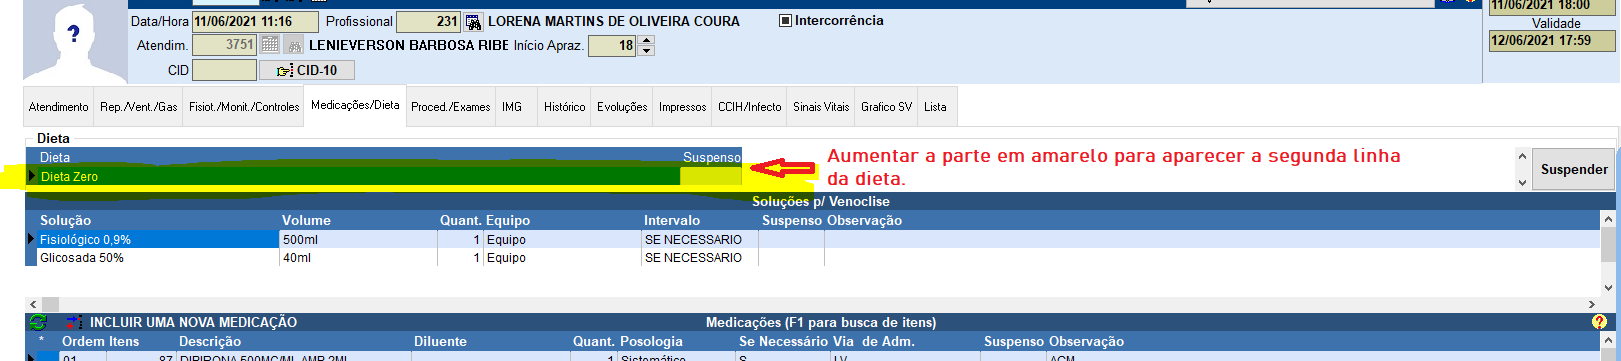 11/06/2021 18:00
Data/Hora 11/06/2021 11:16 Profissional 231 LORENA MARTINS DE OLIVEIRA COURA Intercorrência
Validade
Atendim. 3751 LENIEVERSON BARBOSA RIBE Início Apraz. 18
12/06/2021 17:59
CID CID-10
Atendimento Rep./Vent./Gas Fisiot./Monit./Controles Medicações/Dieta Proced./Exames IMG Histórico Evoluções Impressos CCIH/Infecto Sinais Vitais Grafico SV Lista
Dieta
Dieta Suspenso
Aumentar a parte em amarelo para aparecer a segunda linha
da dieta.
Suspender
Dieta Zero
Soluções p/ Venoclise
Solução Volume Quant. Equipo Intervalo Suspenso Observação
Fisiológico 0,9% 500ml 1 Equipo SE NECESSARIO
Glicosada 50% 40ml 1 Equipo SE NECESSARIO
INCLUIR UMA NOVA MEDICAÇÃO Medicações (F1 para busca de itens)
* Ordem Itens Descrição Diluente Quant. Posologia Se Necessário Via de Adm. Suspenso Observação
01 87 DIPIRONA 500MG/ML AMP 2ML 1 Sistemático S I.V ACM